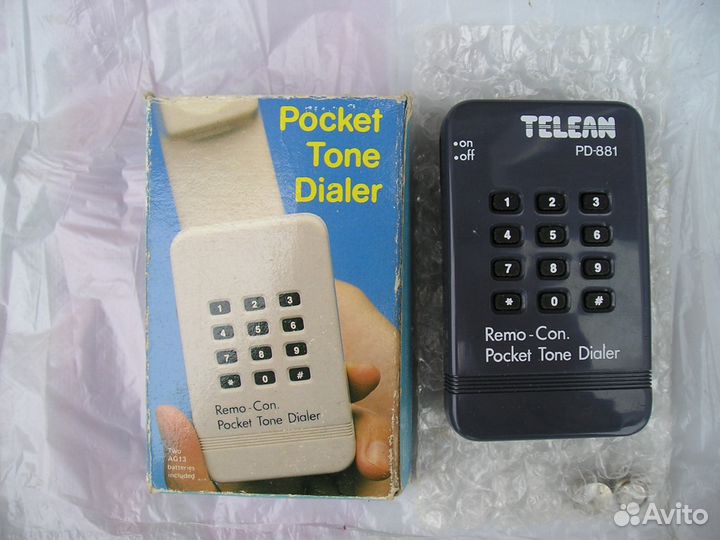 Pocket
Tone
Dialer
1 2 3
4 5 6
7 8 9
* 0 #
Remo-Con.
Pocket Tone Dialer
Two
AG13
batteries
included
TELEAN
PD-881
•on
•off
1 2 3
4 5 6
7 8 9
* 0 #
Remo-Con.
Pocket Tone Dialer
Avito